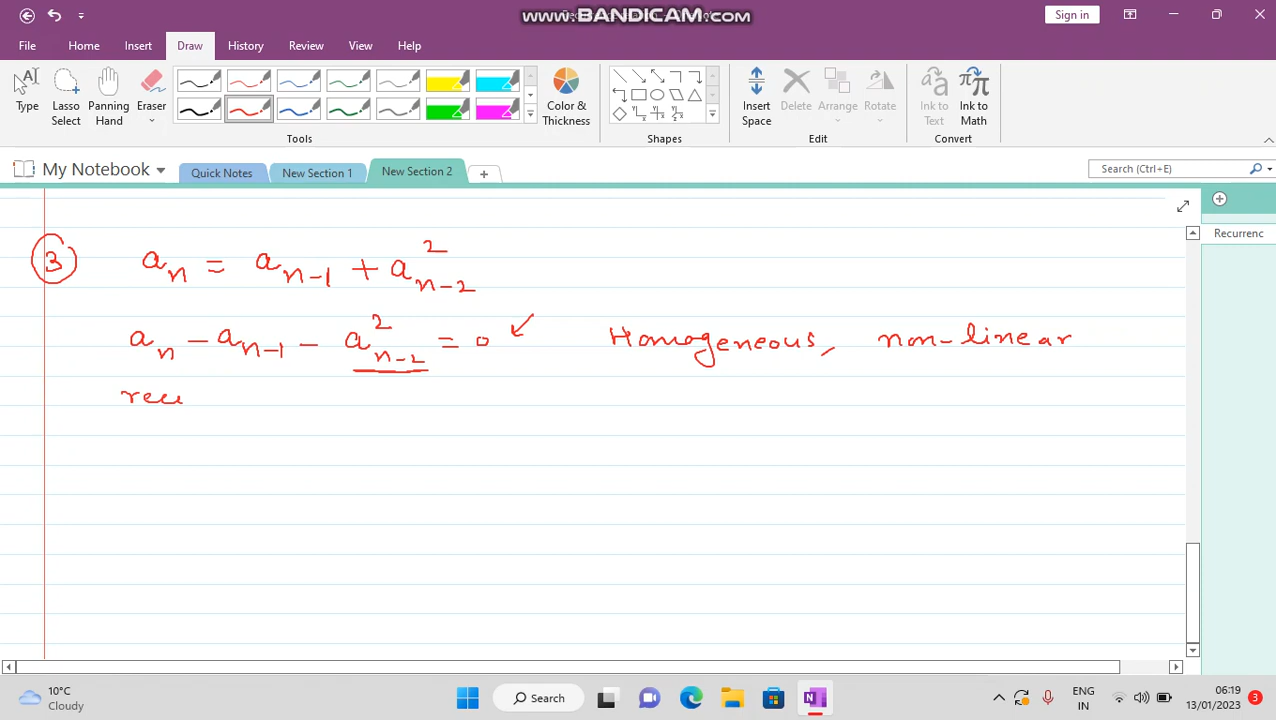 www.BANDICAM.com
Sign in
File Home Insert Draw History Review View Help
Type Lasso Select Panning Hand Eraser Color & Thickness Insert Space Delete Arrange Rotate Ink to Text Ink to Math
Tools Shapes Edit Convert
My Notebook Quick Notes New Section 1 New Section 2 Search (Ctrl+E)
Recurrenc
③ aₙ = aₙ₋₁ + a²ₙ₋₂
aₙ − aₙ₋₁ − a²ₙ₋₂ = 0 ✓ Homogeneous, non-linear
recu
10°C
Cloudy
Search
ENG
IN
06:19
13/01/2023
3